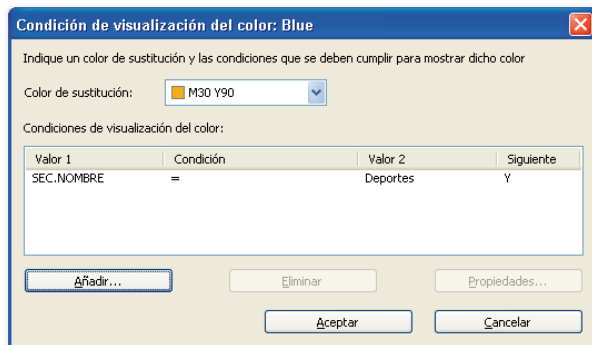 Condición de visualización del color: Blue
Indique un color de sustitución y las condiciones que se deben cumplir para mostrar dicho color
Color de sustitución: M30 Y90
Condiciones de visualización del color:
Valor 1 Condición Valor 2 Siguiente
SEC.NOMBRE = Deportes Y
Añadir... Eliminar Propiedades...
Aceptar Cancelar